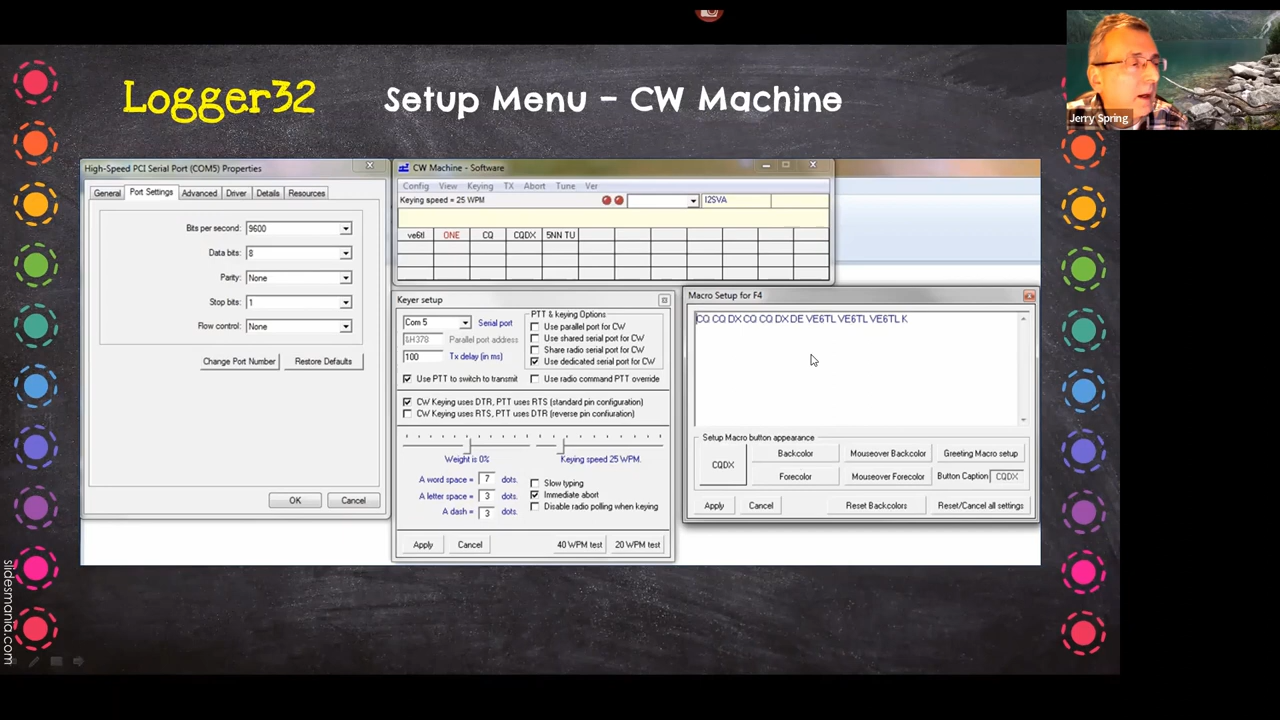 Logger32
Setup Menu – CW Machine
Jerry Spring
High-Speed PCI Serial Port (COM5) Properties
General Port Settings Advanced Driver Details Resources
Bits per second: 9600
Data bits: 8
Parity: None
Stop bits: 1
Flow control: None
Change Port Number Restore Defaults
OK Cancel
CW Machine - Software
Config View Keying TX Abort Tune Ver
Keying speed = 25 WPM I2SVA
ve6tl ONE CQ CQDX 5NN TU
Keyer setup
Com 5 Serial port
&H378 Parallel port address
100 Tx delay (in ms)
PTT & keying Options
Use parallel port for CW
Use shared serial port for CW
Share radio serial port for CW
Use dedicated serial port for CW
Use PTT to switch to transmit Use radio command PTT override
CW Keying uses DTR, PTT uses RTS (standard pin configuration)
CW Keying uses RTS, PTT uses DTR (reverse pin confiuration)
Weight is 0% Keying speed 25 WPM.
A word space = 7 dots.
A letter space = 3 dots.
A dash = 3 dots.
Slow typing
Immediate abort
Disable radio polling when keying
Apply Cancel 40 WPM test 20 WPM test
Macro Setup for F4
CQ CQ DX CQ CQ DX DE VE6TL VE6TL VE6TL K
Setup Macro button appearance
CQDX
Backcolor Mouseover Backcolor Greeting Macro setup
Forecolor Mouseover Forecolor Button Caption CQDX
Apply Cancel Reset Backcolors Reset/Cancel all settings
slidesmania.com